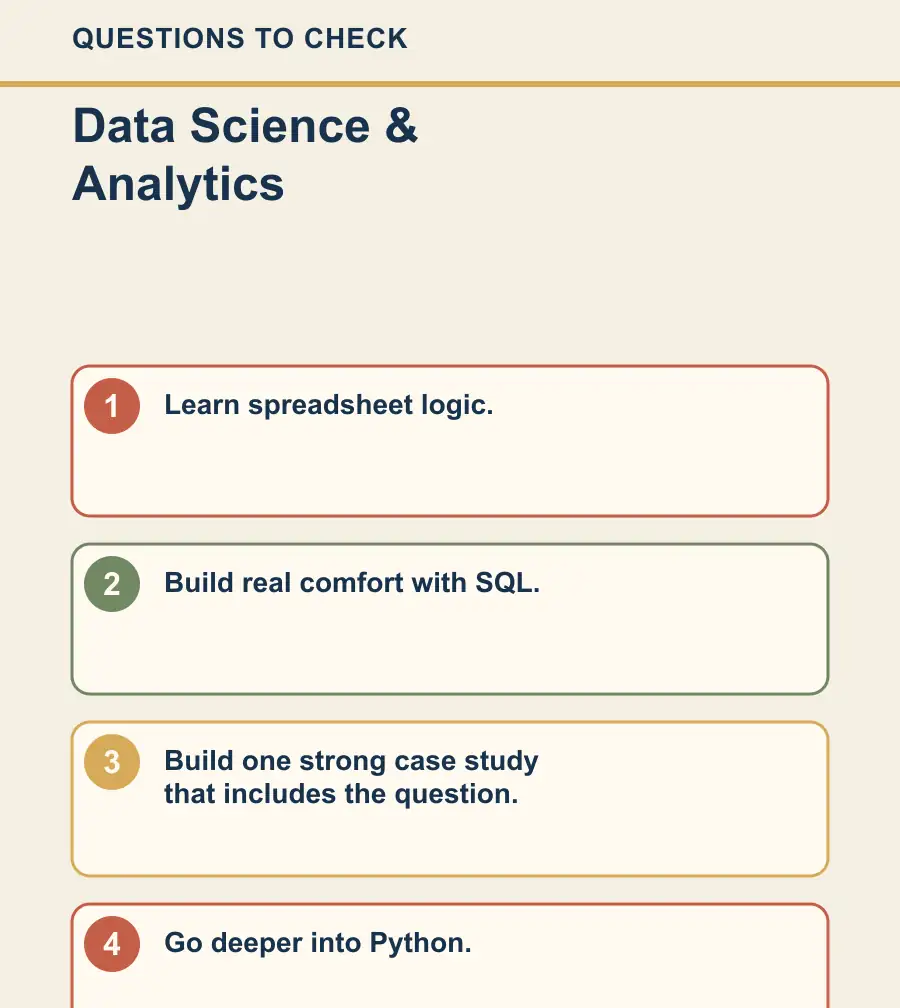 QUESTIONS TO CHECK
Data Science &
Analytics
1
Learn spreadsheet logic.
2
Build real comfort with SQL.
3
Build one strong case study
that includes the question.
4
Go deeper into Python.